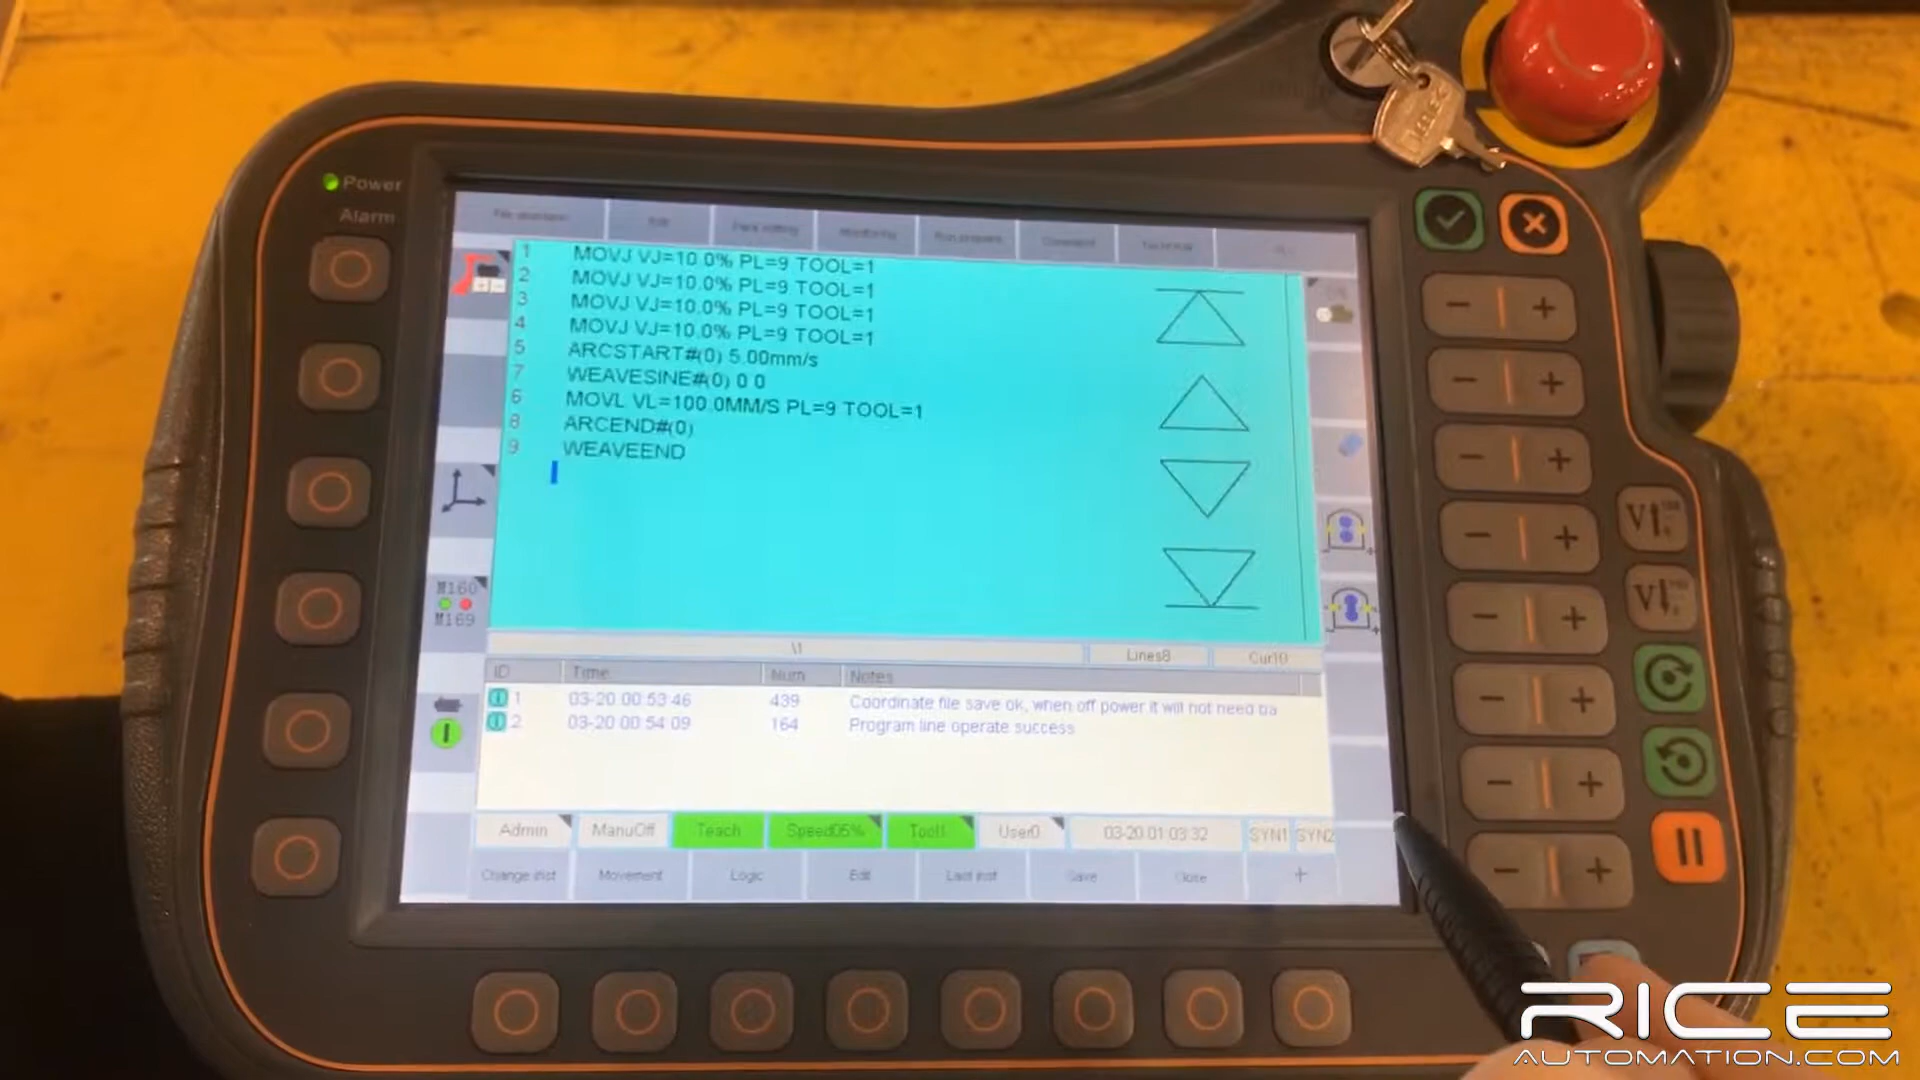 Power
Alarm
Edit
Monitoring
1 MOVJ VJ=10.0% PL=9 TOOL=1
2 MOVJ VJ=10.0% PL=9 TOOL=1
3 MOVJ VJ=10.0% PL=9 TOOL=1
4 MOVJ VJ=10.0% PL=9 TOOL=1
5 ARCSTART#(0) 5.00mm/s
7 WEAVESINE#(0) 0 0
6 MOVL VL=100.0MM/S PL=9 TOOL=1
8 ARCEND#(0)
9 WEAVEEND
M160
M169
\1 Lines8 Cur10
ID Time Num Notes
1 03-20 00:53:46 439 Coordinate file save ok, when off power it will not need ba
2 03-20 00:54:09 164 Program line operate success
Admin ManuOff Teach Speed05% Tool1 User0 03-20 01:03:32 SYN1 SYN2
Change inst Movement Logic Edit Last inst Save Close +
RICE
AUTOMATION.COM